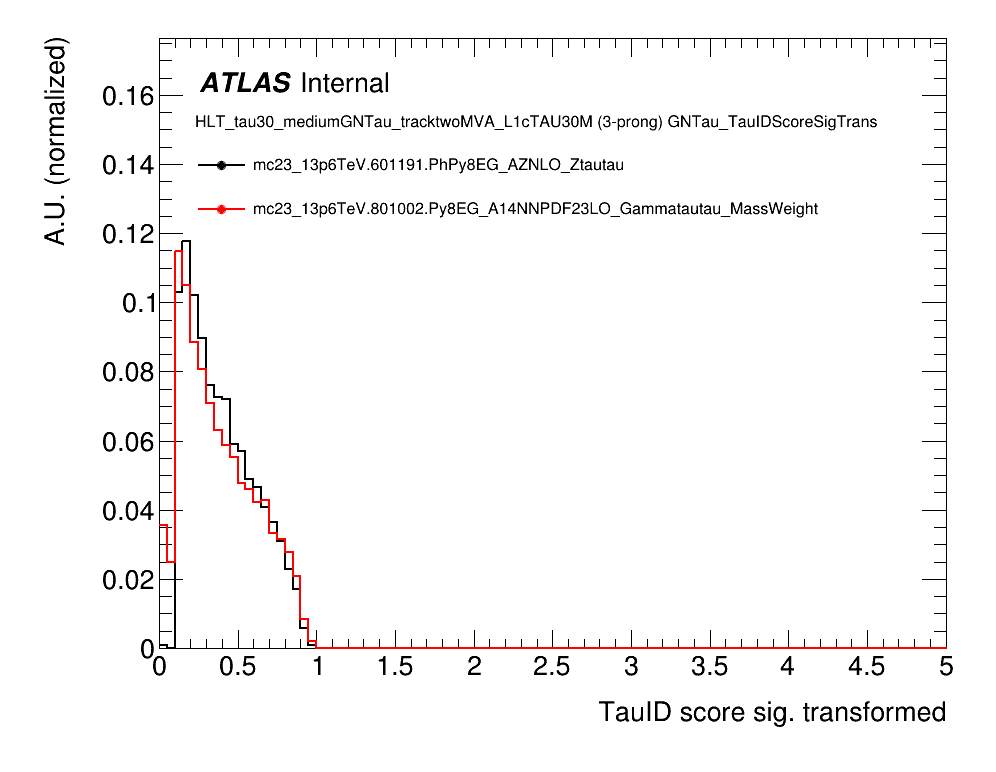 A.U. (normalized)
ATLAS Internal
HLT_tau30_mediumGNTau_tracktwoMVA_L1cTAU30M (3-prong) GNTau_TauIDScoreSigTrans
mc23_13p6TeV.601191.PhPy8EG_AZNLO_Ztautau
mc23_13p6TeV.801002.Py8EG_A14NNPDF23LO_Gammatautau_MassWeight
0.16
0.14
0.12
0.1
0.08
0.06
0.04
0.02
0
0 0.5 1 1.5 2 2.5 3 3.5 4 4.5 5
TauID score sig. transformed